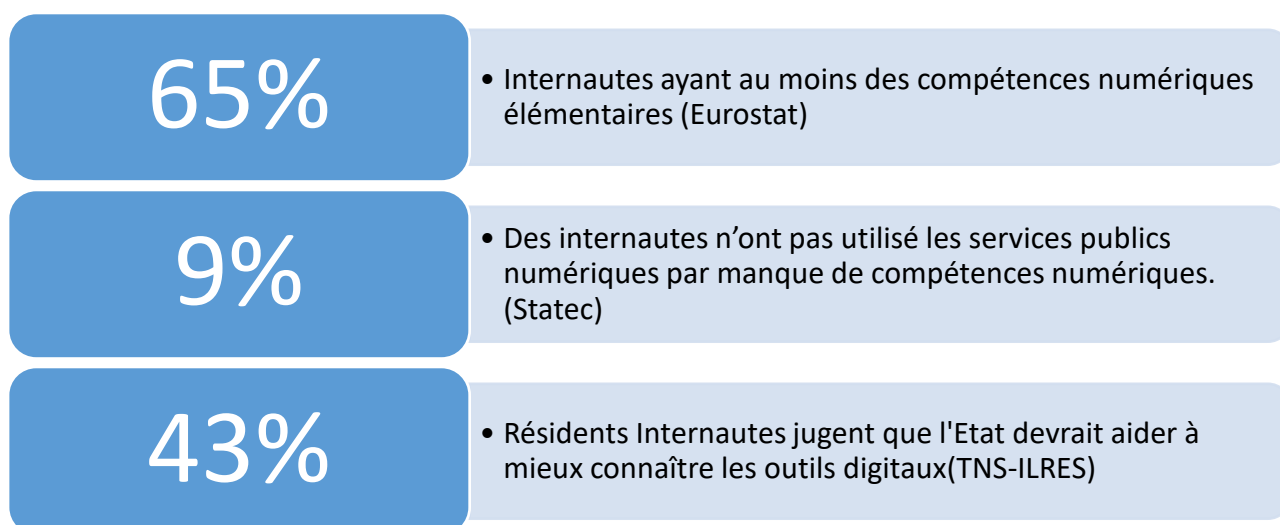 65%
• Internautes ayant au moins des compétences numériques
élémentaires (Eurostat)
9%
• Des internautes n’ont pas utilisé les services publics
numériques par manque de compétences numériques.
(Statec)
43%
• Résidents Internautes jugent que l'Etat devrait aider à
mieux connaître les outils digitaux(TNS-ILRES)